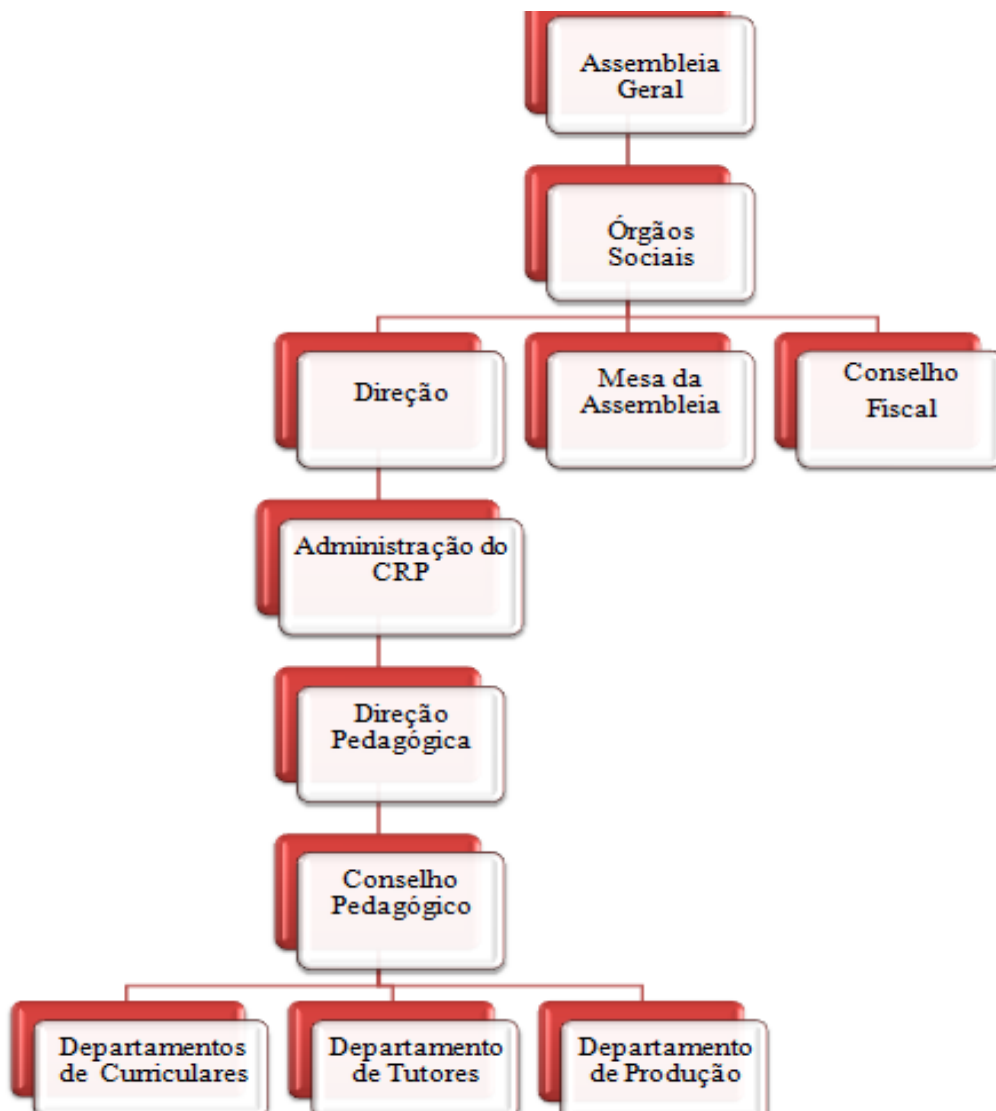 Assembleia
Geral
Órgãos
Sociais
Direção
Mesa da
Assembleia
Conselho
Fiscal
Administração do
CRP
Direção
Pedagógica
Conselho
Pedagógico
Departamentos
de Curriculares
Departamento
de Tutores
Departamento
de Produção